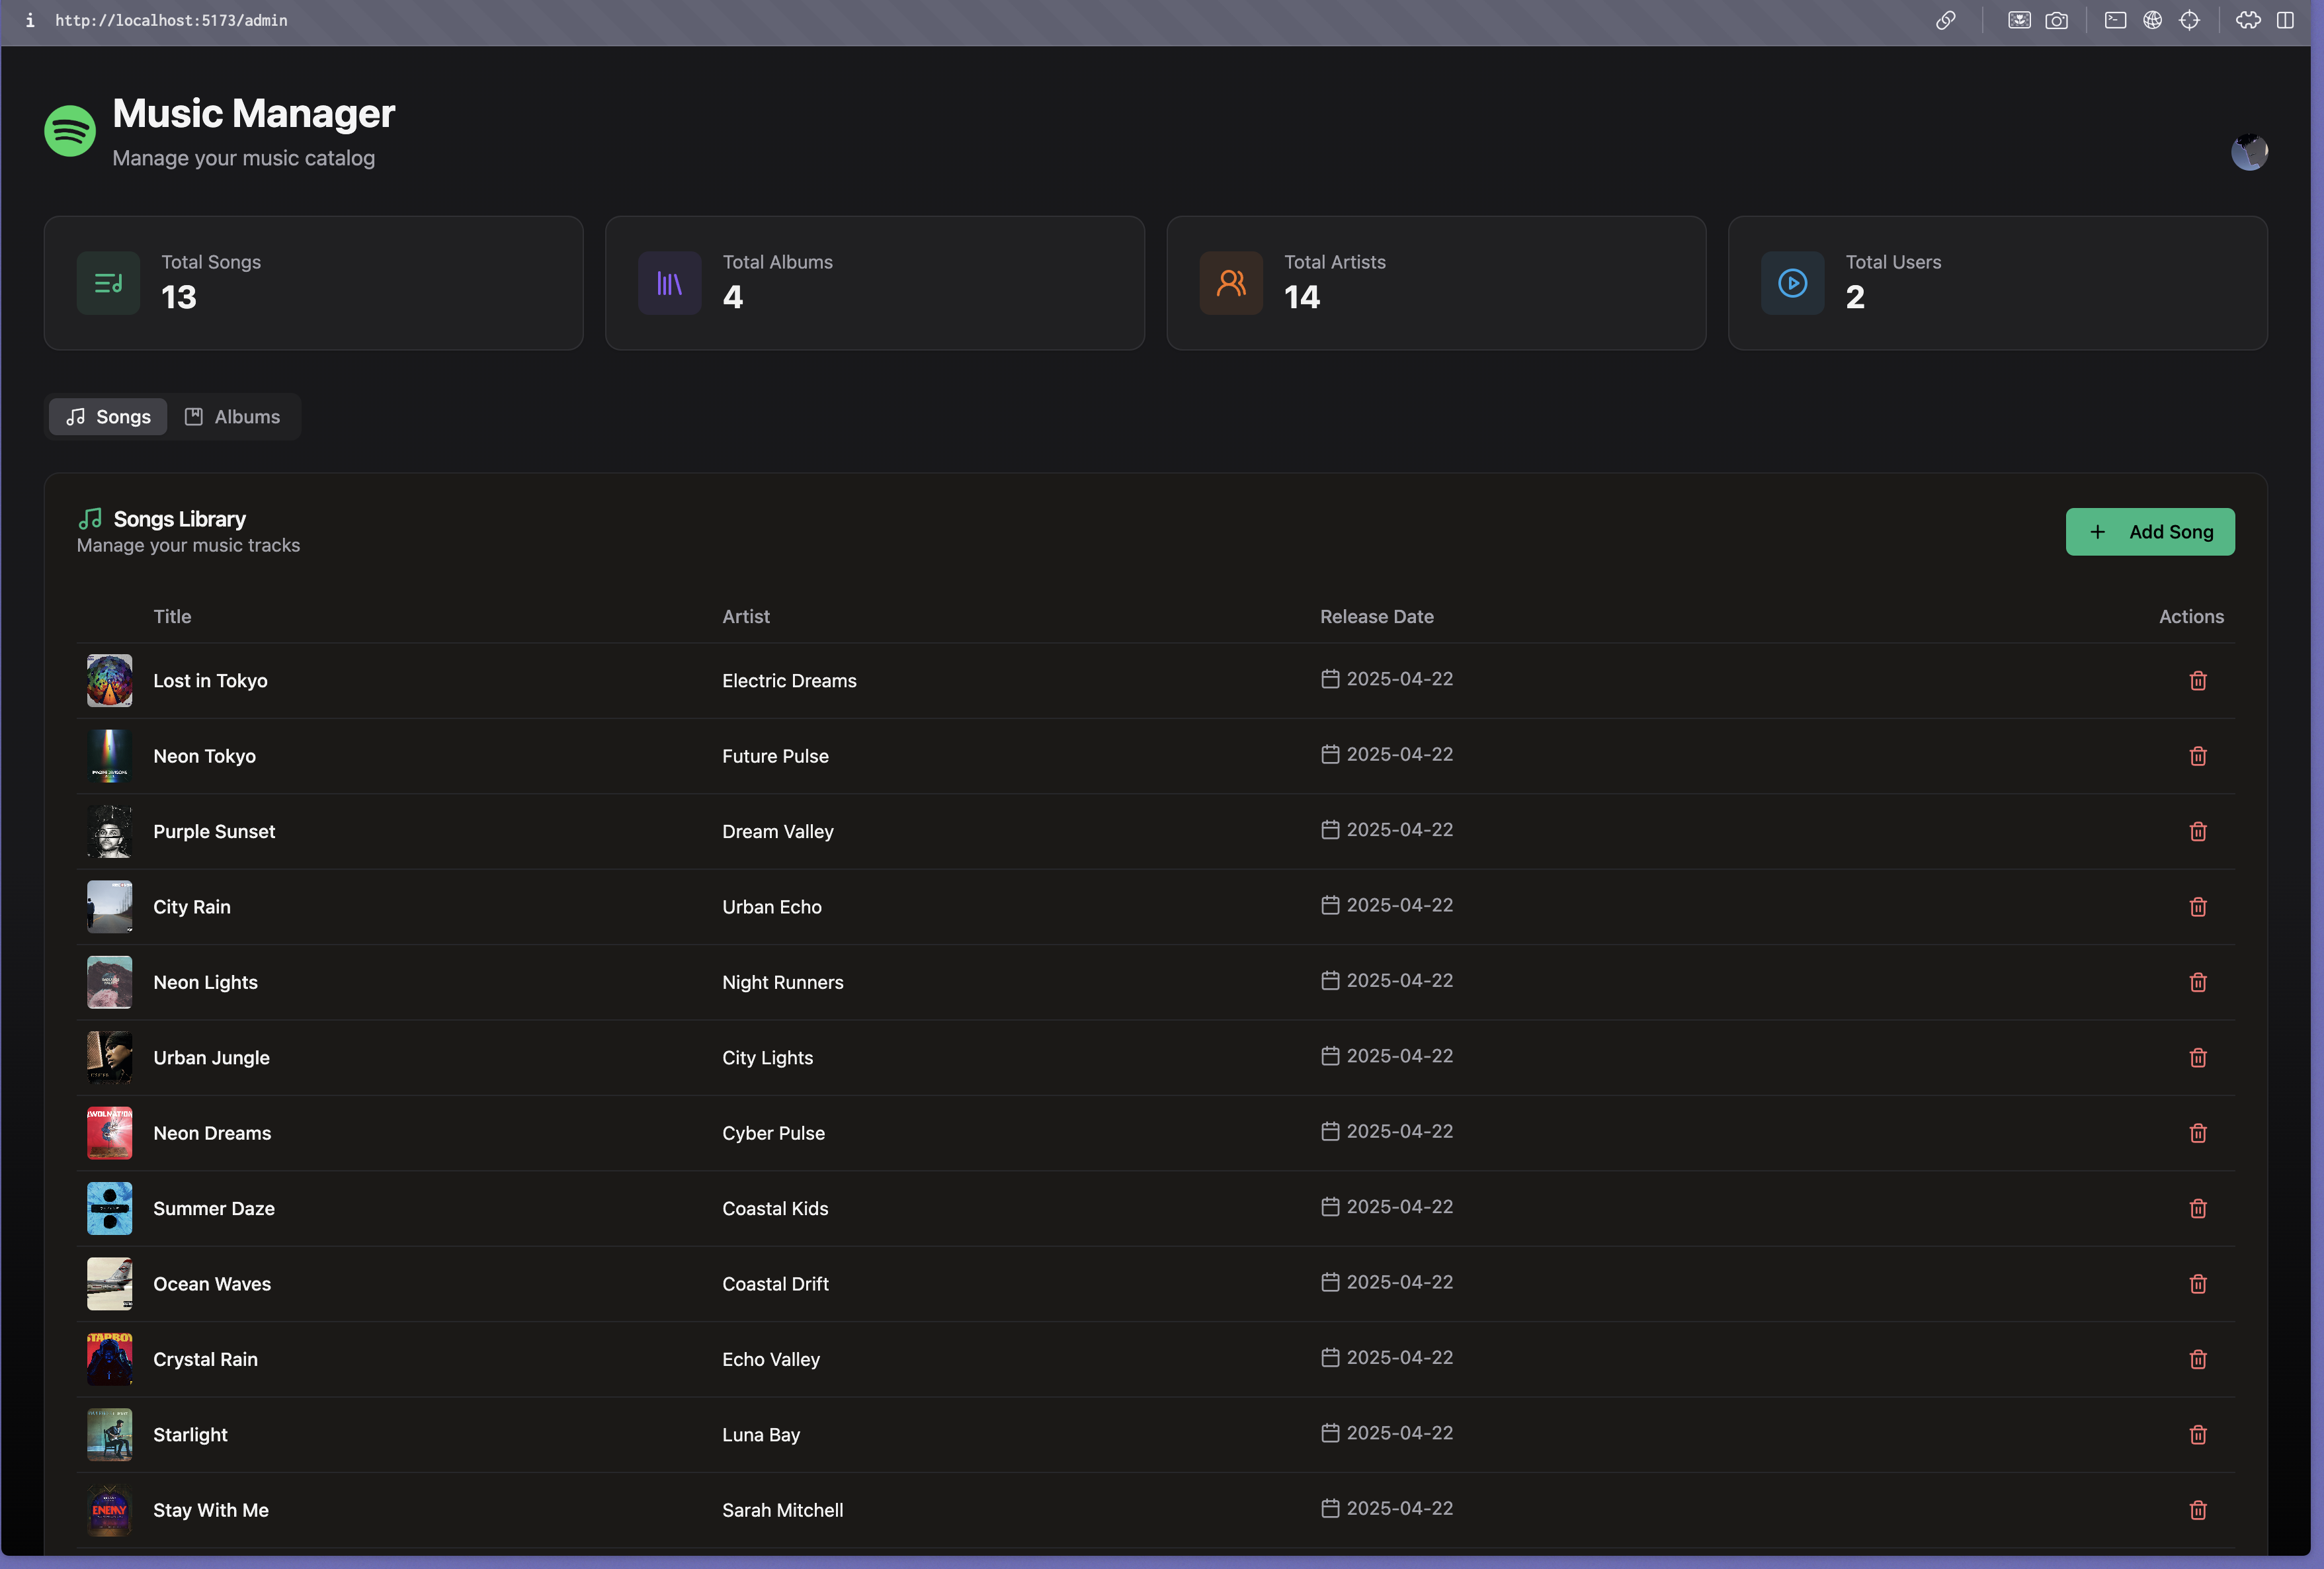 http://localhost:5173/admin
Music Manager
Manage your music catalog
Total Songs
13
Total Albums
4
Total Artists
14
Total Users
2
Songs
Albums
Songs Library
Manage your music tracks
+ Add Song
Title Artist Release Date Actions
Lost in Tokyo Electric Dreams 2025-04-22
Neon Tokyo Future Pulse 2025-04-22
Purple Sunset Dream Valley 2025-04-22
City Rain Urban Echo 2025-04-22
Neon Lights Night Runners 2025-04-22
Urban Jungle City Lights 2025-04-22
Neon Dreams Cyber Pulse 2025-04-22
Summer Daze Coastal Kids 2025-04-22
Ocean Waves Coastal Drift 2025-04-22
STARBOY
Crystal Rain Echo Valley 2025-04-22
Starlight Luna Bay 2025-04-22
ENEMY
Stay With Me Sarah Mitchell 2025-04-22